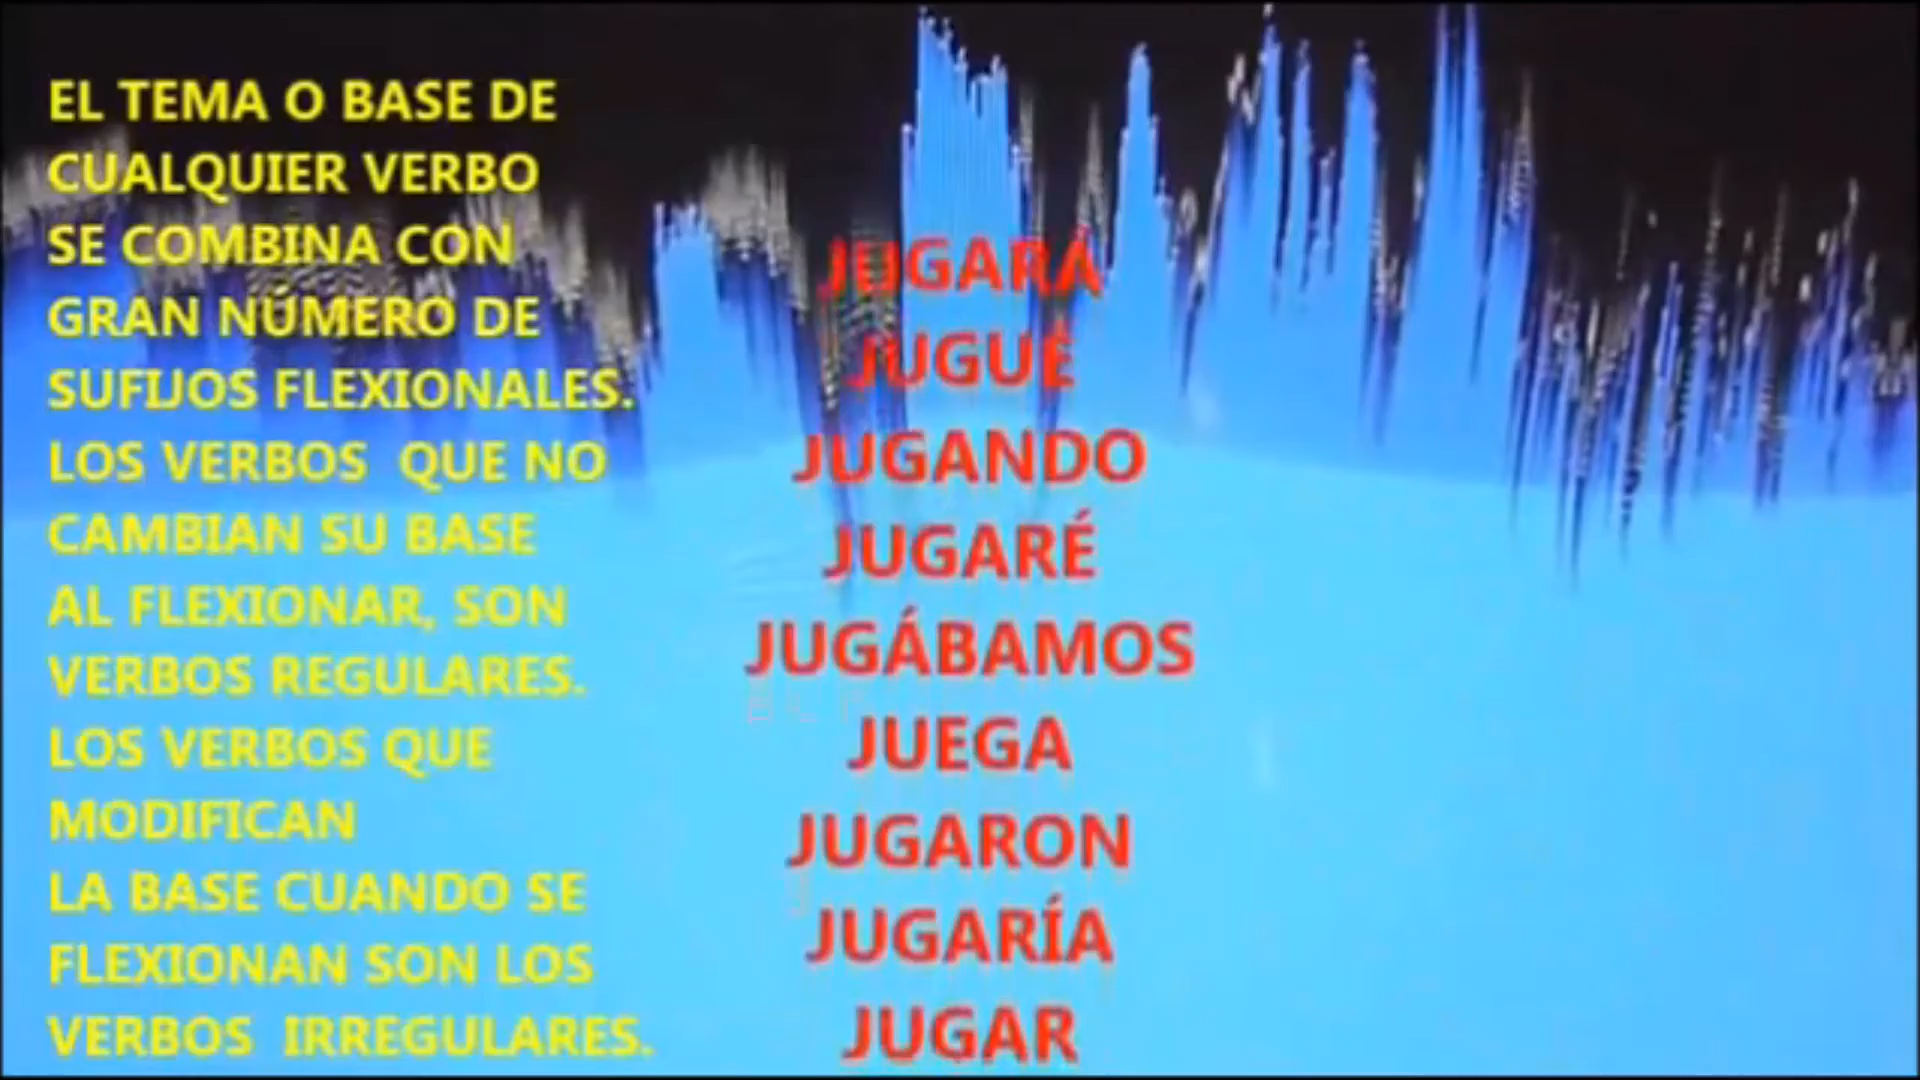 EL TEMA O BASE DE
CUALQUIER VERBO
SE COMBINA CON
GRAN NÚMERO DE
SUFIJOS FLEXIONALES.
LOS VERBOS QUE NO
CAMBIAN SU BASE
AL FLEXIONAR, SON
VERBOS REGULARES.
LOS VERBOS QUE
MODIFICAN
LA BASE CUANDO SE
FLEXIONAN SON LOS
VERBOS IRREGULARES.
JUGARÁ
JUGUÉ
JUGANDO
JUGARÉ
JUGÁBAMOS
JUEGA
JUGARON
JUGARÍA
JUGAR